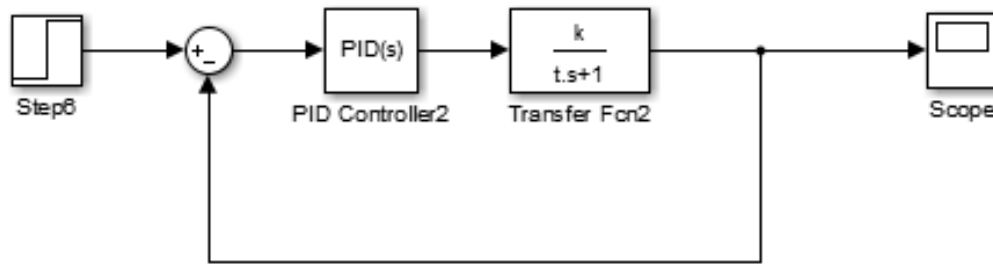 +
−
PID(s)
k
t.s+1
Step6
PID Controller2
Transfer Fcn2
Scope